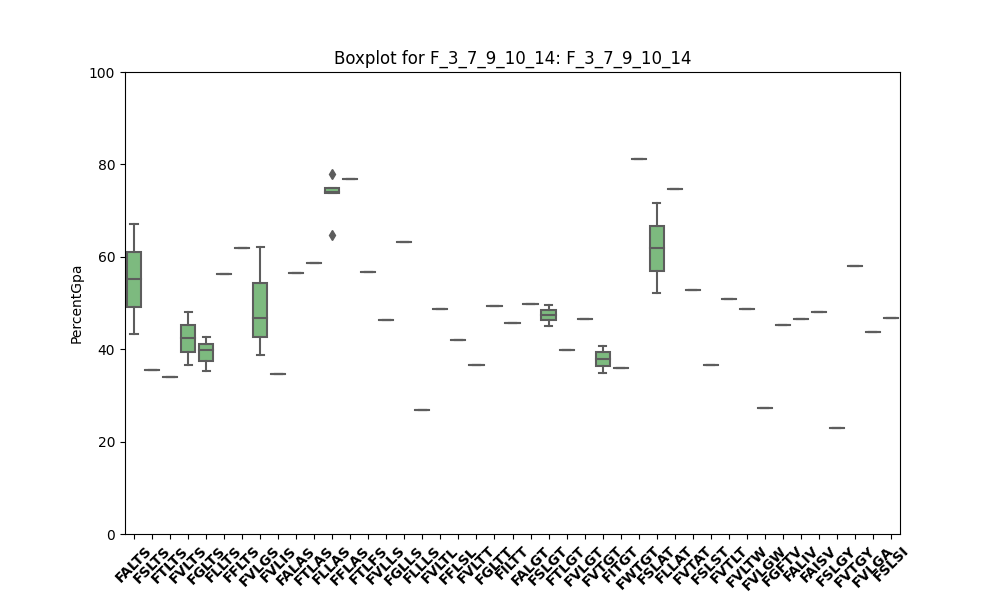 Boxplot for F_3_7_9_10_14: F_3_7_9_10_14
PercentGpa
100
80
60
40
20
0
FALTS
FSLTS
FTLTS
FVLTS
FGLTS
FLLTS
FFLTS
FVLGS
FVLIS
FALAS
FTLAS
FLLAS
FFLAS
FTLFS
FVLLS
FGLLS
FLLLS
FVLTL
FFLSL
FVLTT
FGLTT
FILTT
FALGT
FSLGT
FTLGT
FVLGT
FVTGT
FITGT
FWTGT
FSLAT
FLLAT
FVTAT
FSLST
FVTLT
FVLTW
FVLGW
FGFTV
FALIV
FAISV
FSLGY
FVTGY
FVLGA
FSLSI